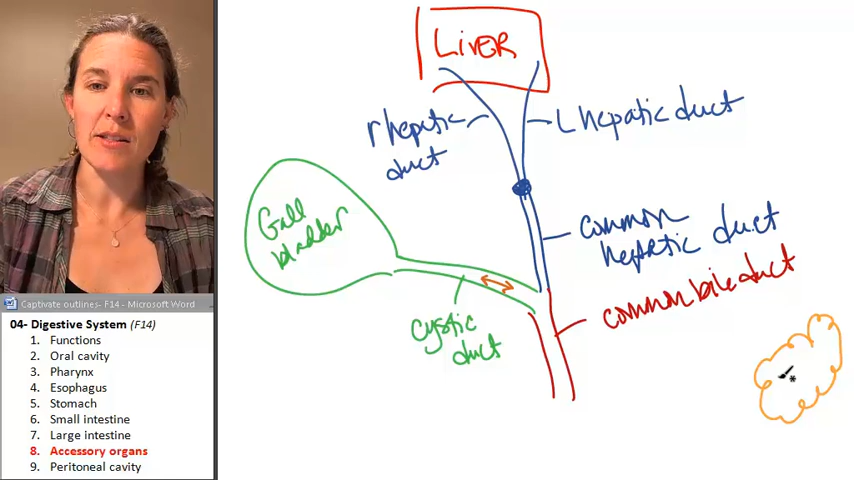 LIVER
r hepatic
duct
L hepatic duct
Gall
bladder
common
hepatic duct
common bile duct
cystic
duct
Captivate outlines- F14 - Microsoft Word
04- Digestive System (F14)
1. Functions
2. Oral cavity
3. Pharynx
4. Esophagus
5. Stomach
6. Small intestine
7. Large intestine
8. Accessory organs
9. Peritoneal cavity